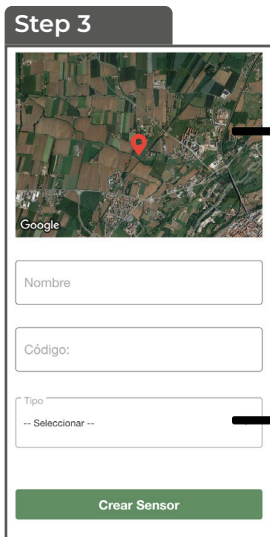 Step 3
Google
Nombre
Código:
Tipo
-- Seleccionar --
Crear Sensor